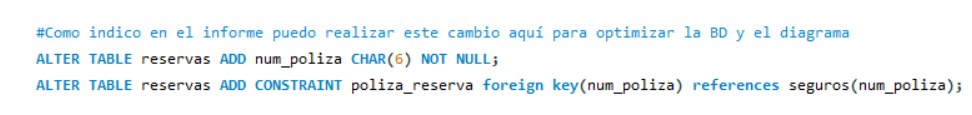 #Como indico en el informe puedo realizar este cambio aquí para optimizar la BD y el diagrama
ALTER TABLE reservas ADD num_poliza CHAR(6) NOT NULL;
ALTER TABLE reservas ADD CONSTRAINT poliza_reserva foreign key(num_poliza) references seguros(num_poliza);